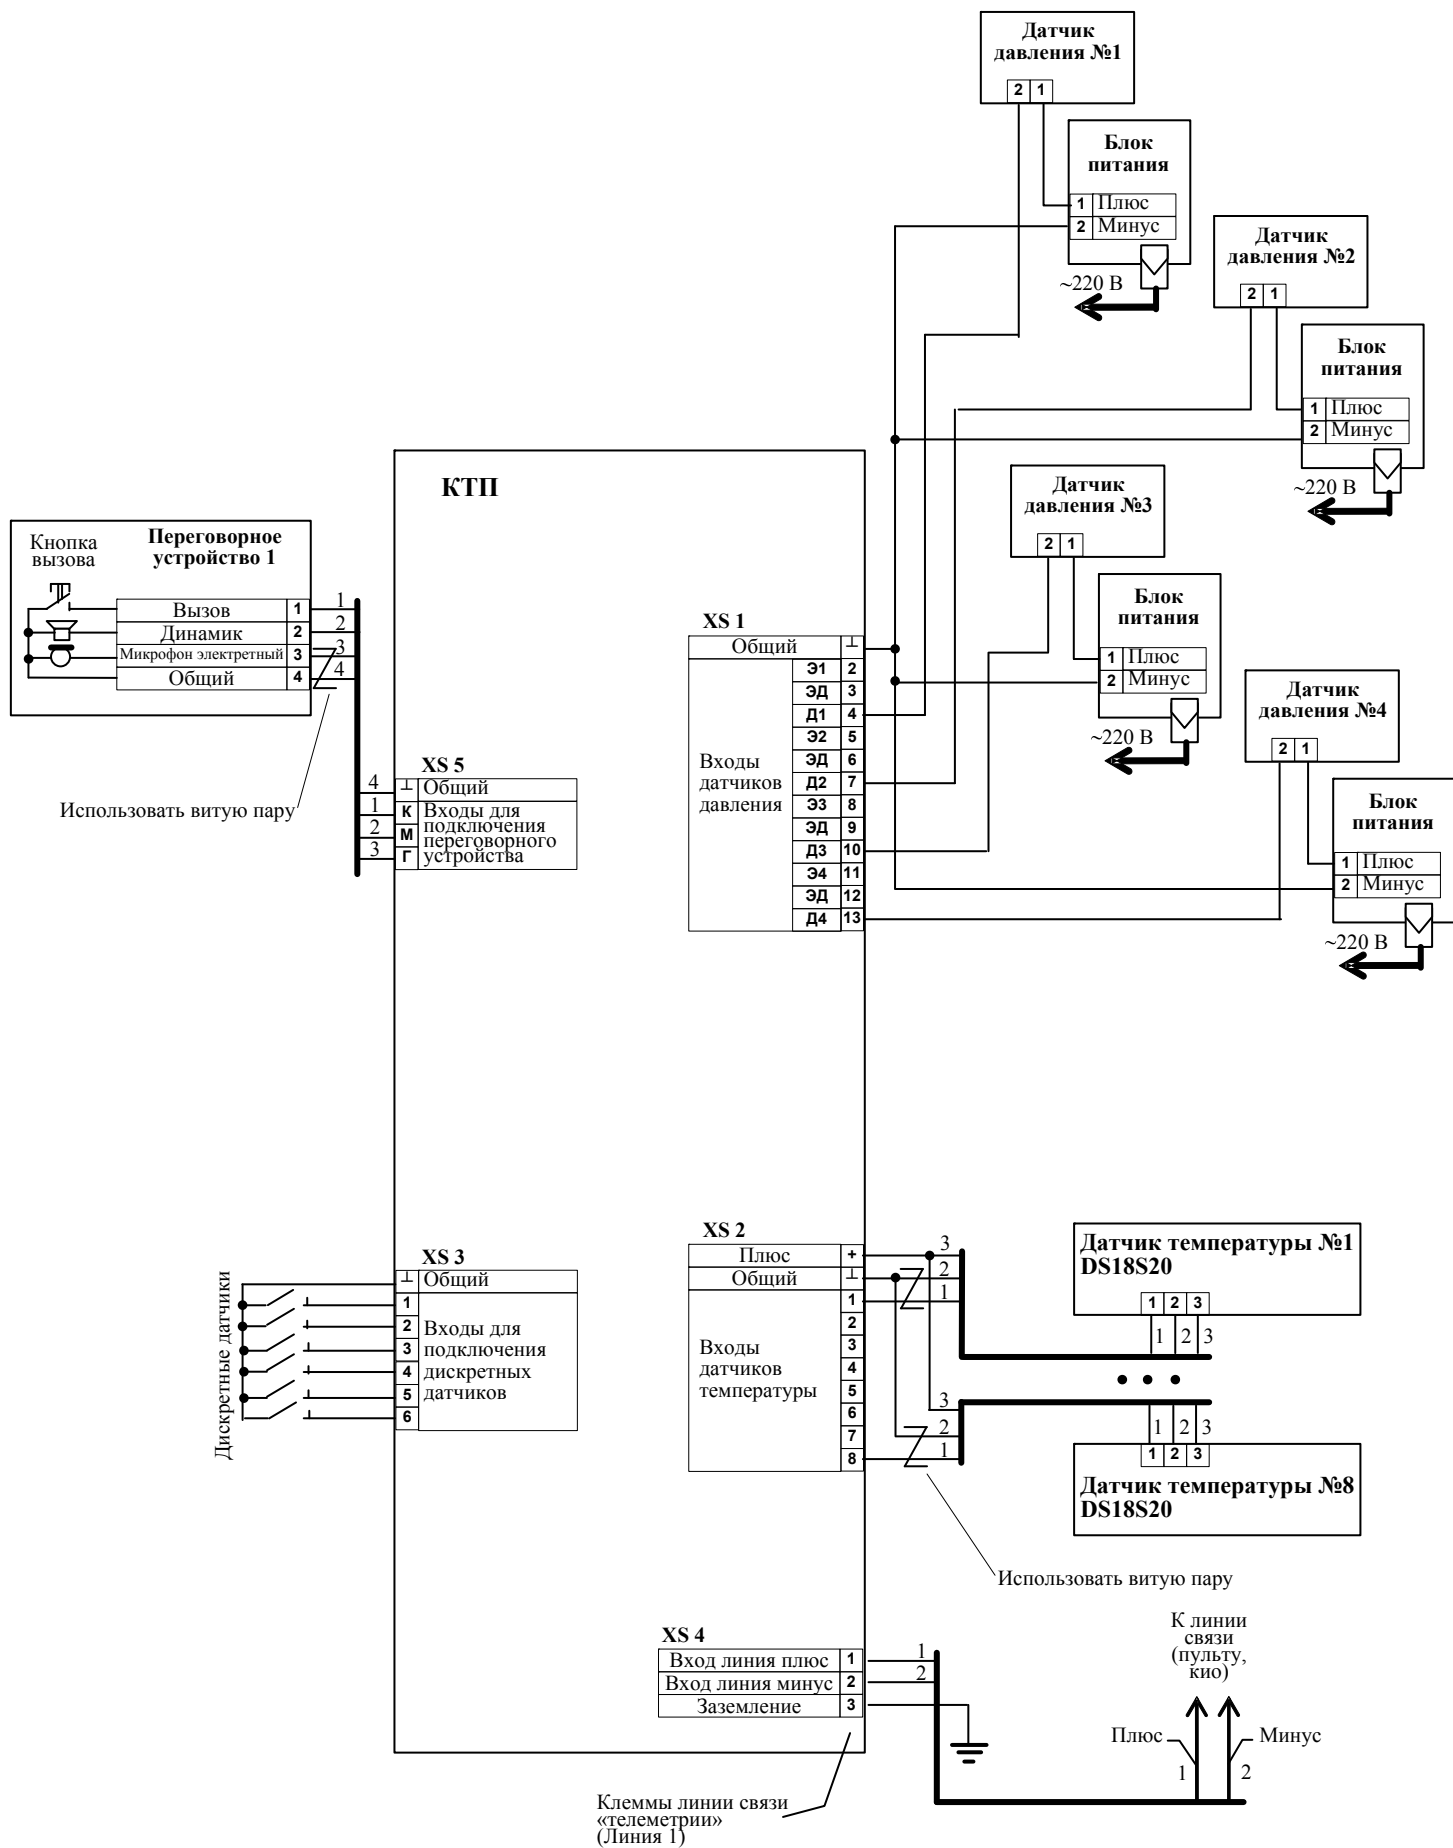 Датчик
давления №1
2 1
Блок
питания
1 Плюс
2 Минус
~220 В
Датчик
давления №2
2 1
Блок
питания
1 Плюс
2 Минус
~220 В
КТП
Датчик
давления №3
2 1
Блок
питания
1 Плюс
2 Минус
~220 В
Датчик
давления №4
2 1
Блок
питания
1 Плюс
2 Минус
~220 В
Кнопка
вызова
Переговорное
устройство 1
Вызов 1 1
Динамик 2 2
Микрофон электретный 3 3
Общий 4 4
Использовать витую пару
XS 5
4 ⊥ Общий
1 К
2 М
3 Г
Входы для
подключения
переговорного
устройства
XS 1
Общий ⊥
Входы
датчиков
давления
Э1 2
ЭД 3
Д1 4
Э2 5
ЭД 6
Д2 7
Э3 8
ЭД 9
Д3 10
Э4 11
ЭД 12
Д4 13
XS 3
⊥ Общий
1
2
3
4
5
6
Входы для
подключения
дискретных
датчиков
Дискретные датчики
XS 2
Плюс + 3
Общий ⊥ 2
1 1
2
3
4
5
6
7
8
Входы
датчиков
температуры
3
2
1
Датчик температуры №1
DS18S20
1 2 3
1 2 3
• • •
1 2 3
1 2 3
Датчик температуры №8
DS18S20
Использовать витую пару
XS 4
Вход линия плюс 1 1
Вход линия минус 2 2
Заземление 3
К линии
связи
(пульту,
кио)
Плюс
Минус
1 2
Клеммы линии связи
«телеметрии»
(Линия 1)